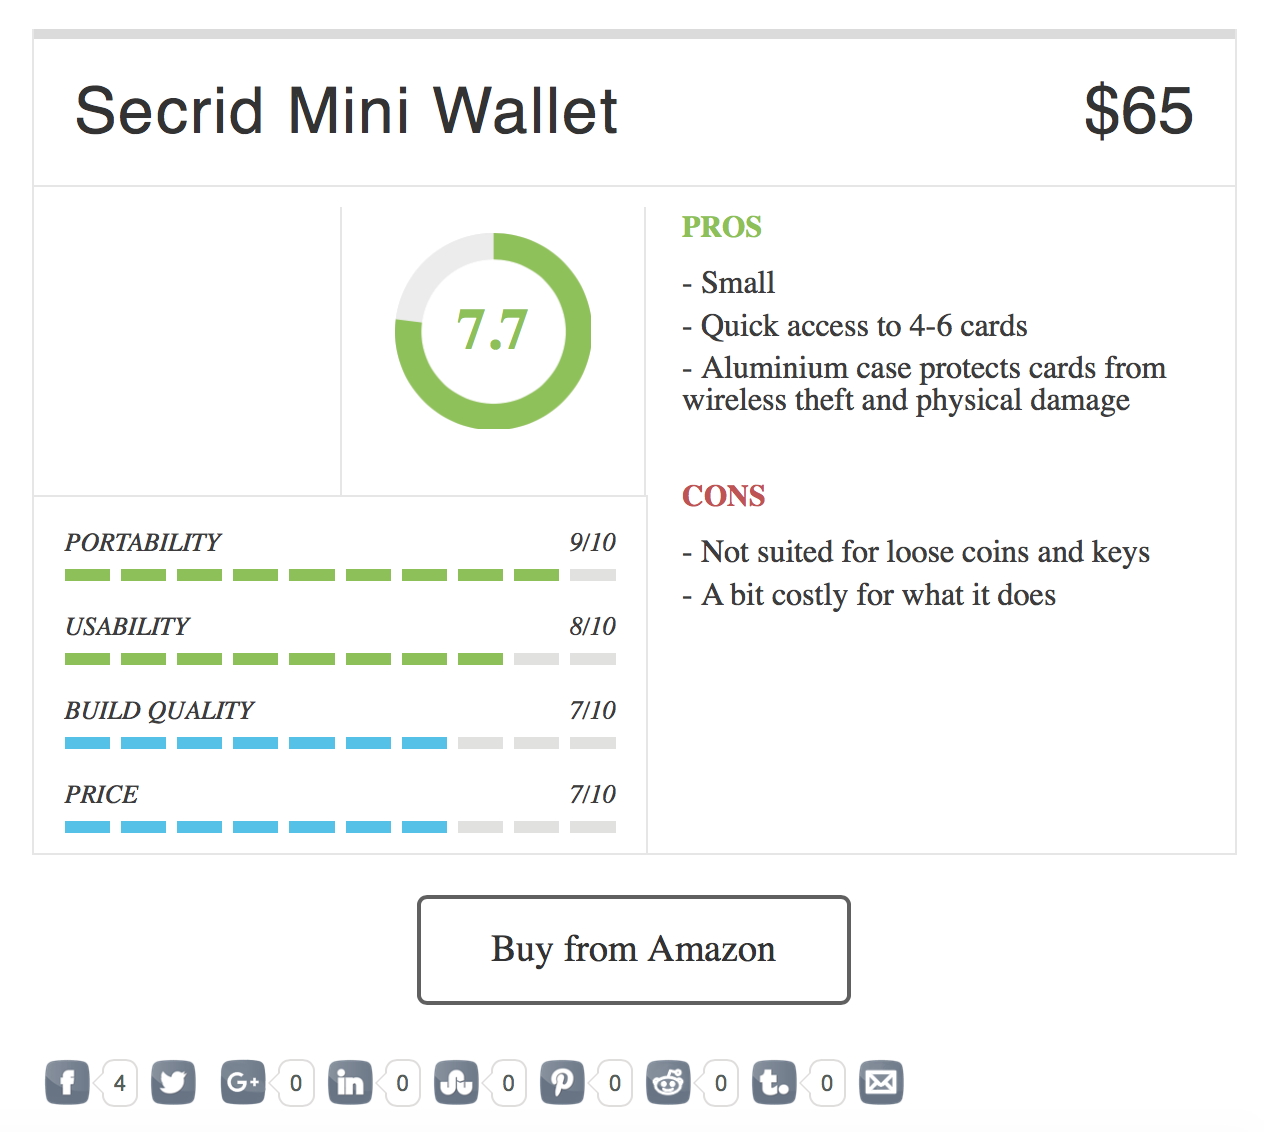 Secrid Mini Wallet
$65
7.7
PORTABILITY 9/10
USABILITY 8/10
BUILD QUALITY 7/10
PRICE 7/10
PROS
- Small
- Quick access to 4-6 cards
- Aluminium case protects cards from
wireless theft and physical damage
CONS
- Not suited for loose coins and keys
- A bit costly for what it does
Buy from Amazon
f 4 G+ 0 in 0 0 0 0 t. 0